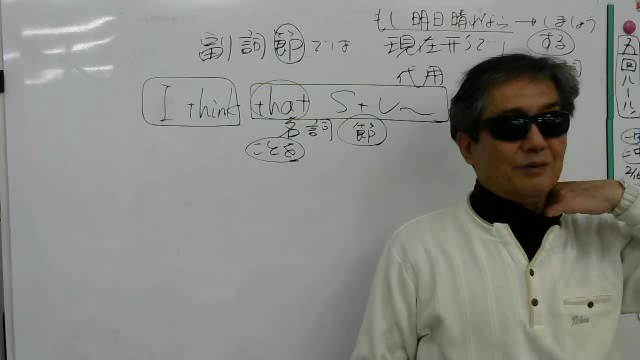 もし明日晴れなら→しましょう
副詞節では 現在形で する
代用
I think that S+V~
名詞節
ことを